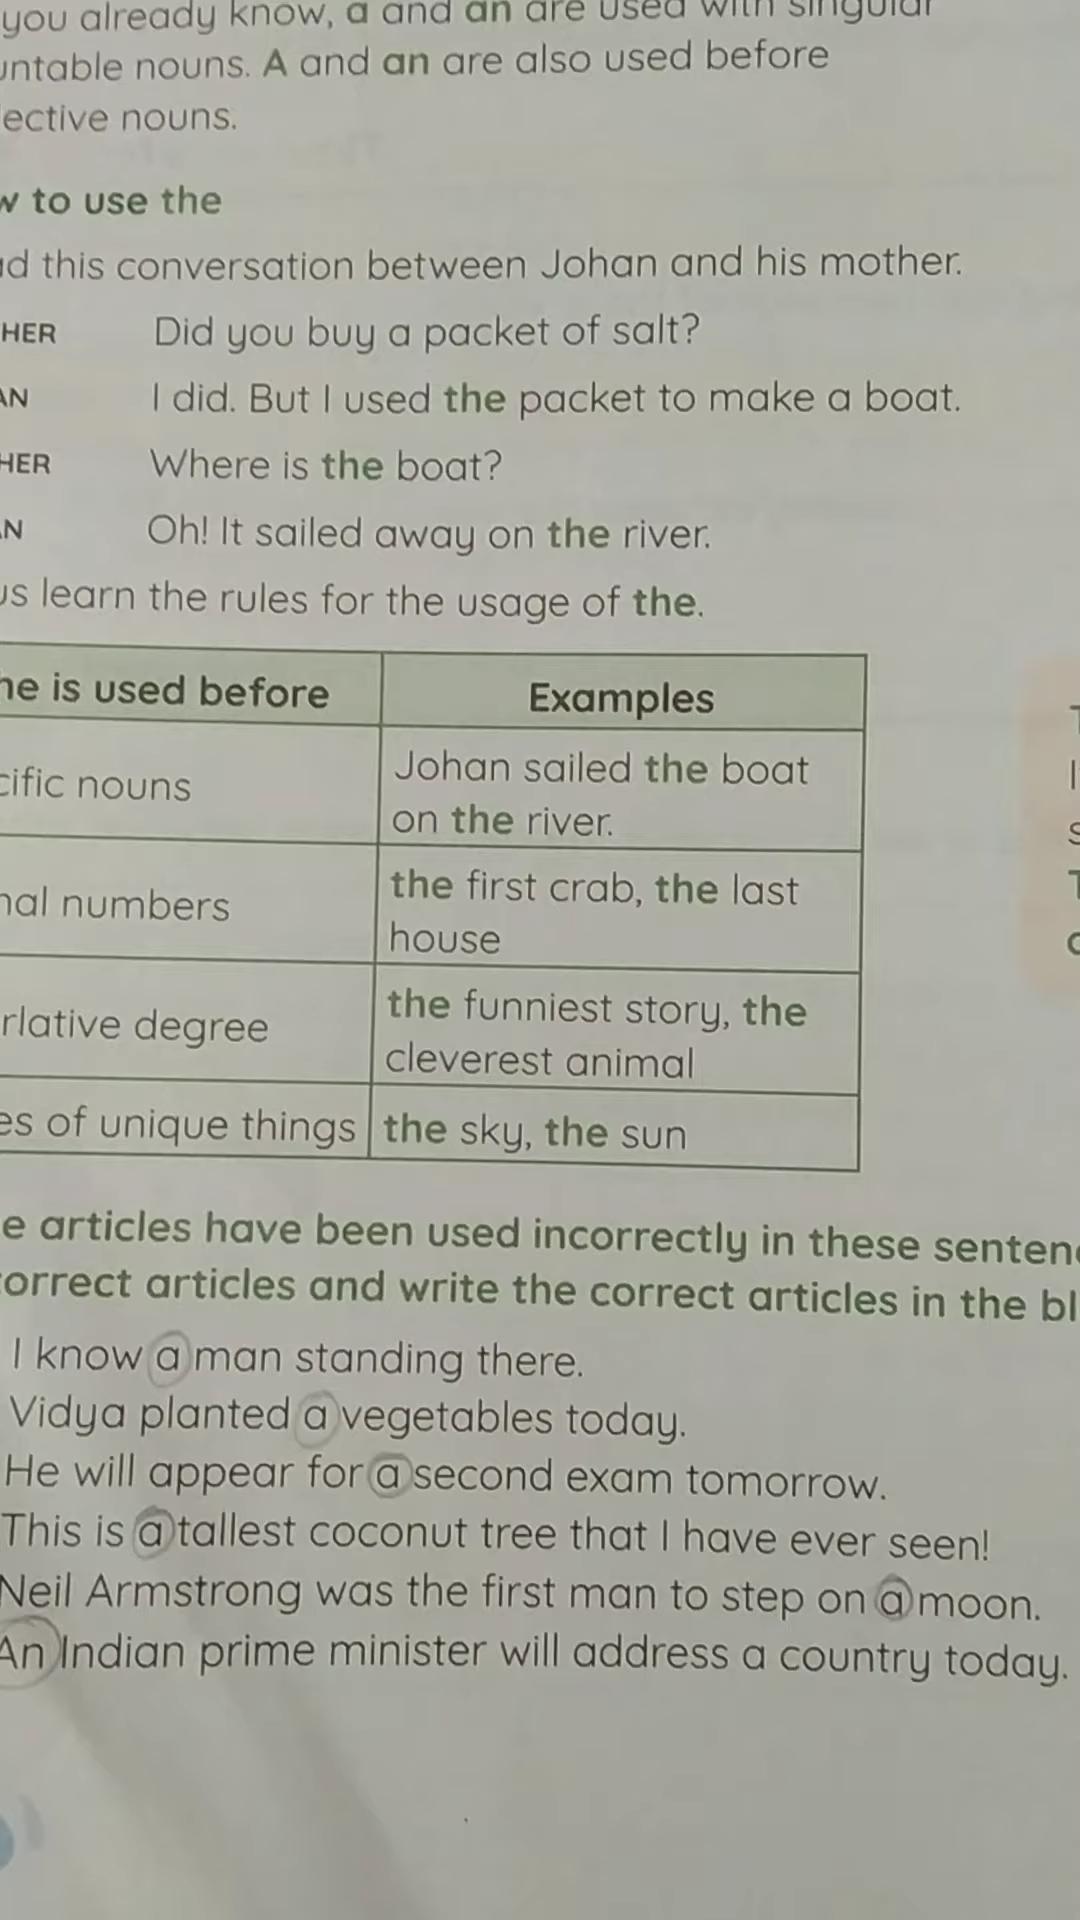 you already know, a and an are used with singular
untable nouns. A and an are also used before
ective nouns.
w to use the
ad this conversation between Johan and his mother.
HER Did you buy a packet of salt?
AN I did. But I used the packet to make a boat.
HER Where is the boat?
AN Oh! It sailed away on the river.
us learn the rules for the usage of the.
he is used before Examples
cific nouns Johan sailed the boat
on the river.
nal numbers the first crab, the last
house
rlative degree the funniest story, the
cleverest animal
es of unique things the sky, the sun
e articles have been used incorrectly in these sentenc
correct articles and write the correct articles in the bl
I know a man standing there.
Vidya planted a vegetables today.
He will appear for a second exam tomorrow.
This is a tallest coconut tree that I have ever seen!
Neil Armstrong was the first man to step on a moon.
An Indian prime minister will address a country today.